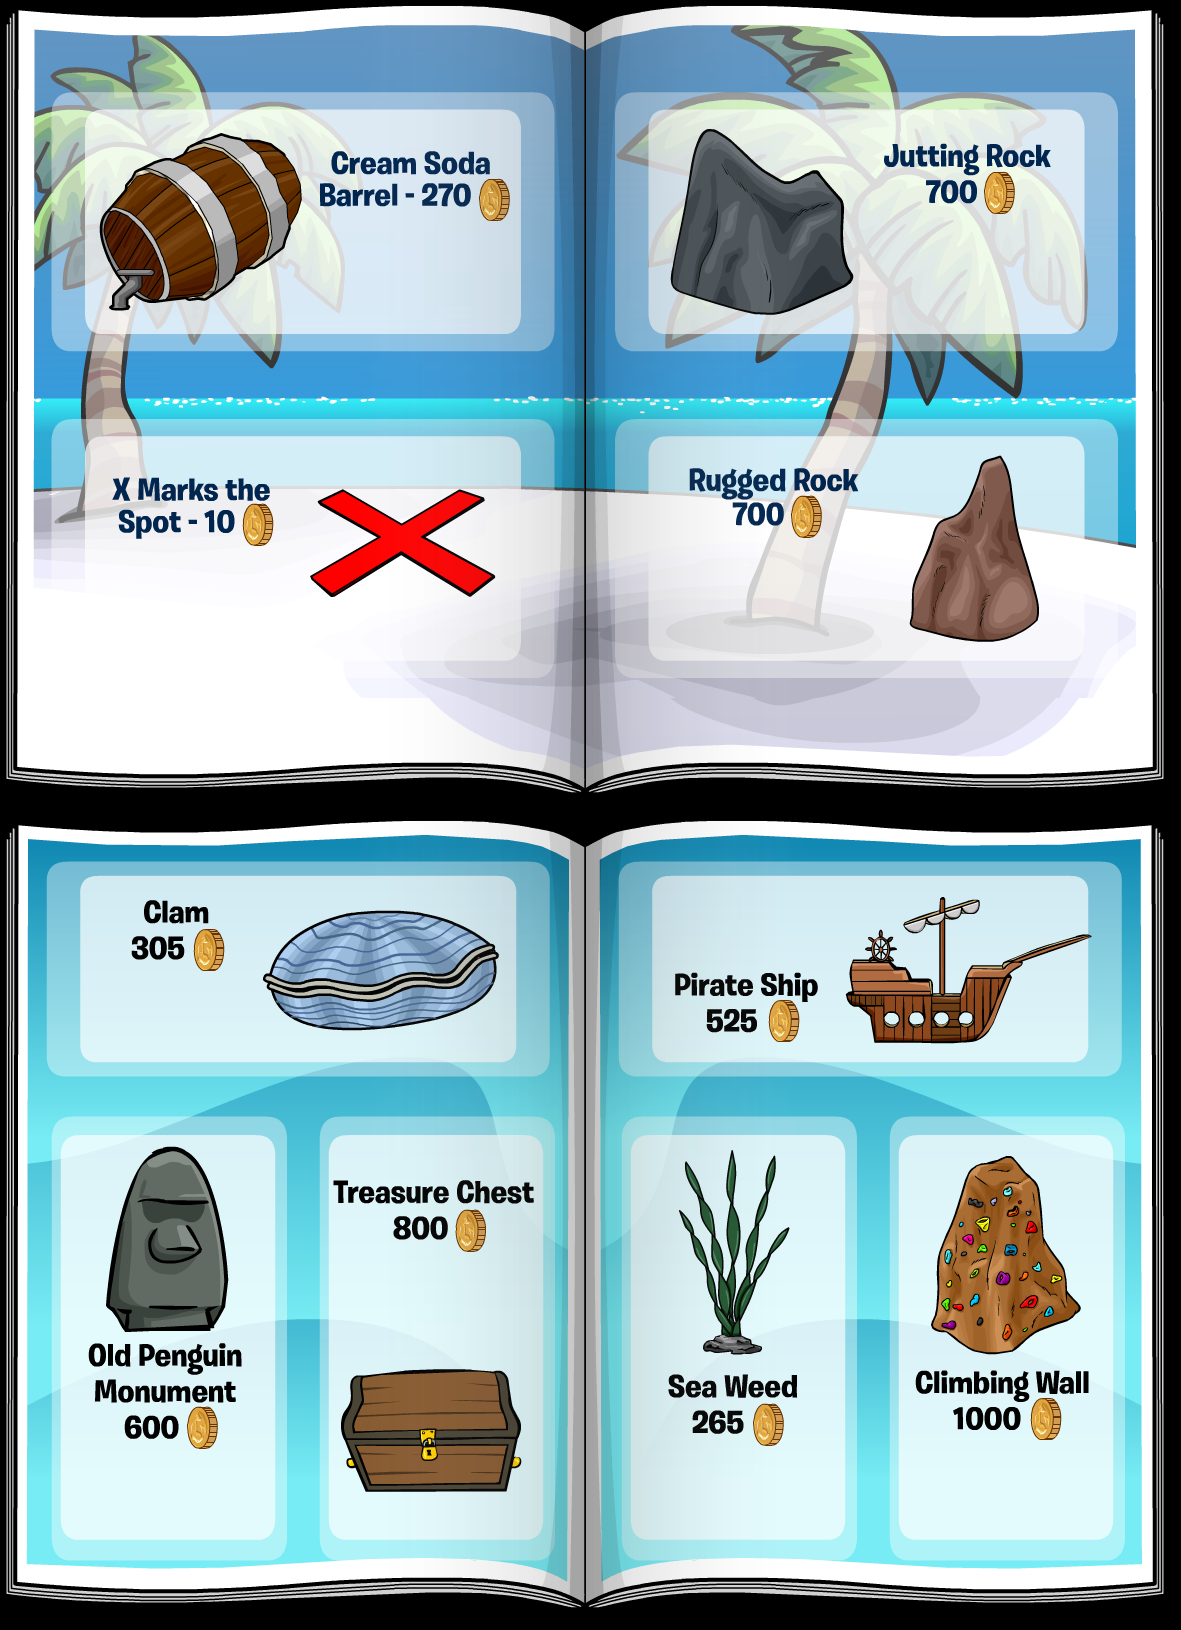 Cream Soda
Barrel - 270
X Marks the
Spot - 10
Jutting Rock
700
Rugged Rock
700
Clam
305
Old Penguin
Monument
600
Treasure Chest
800
Pirate Ship
525
Sea Weed
265
Climbing Wall
1000